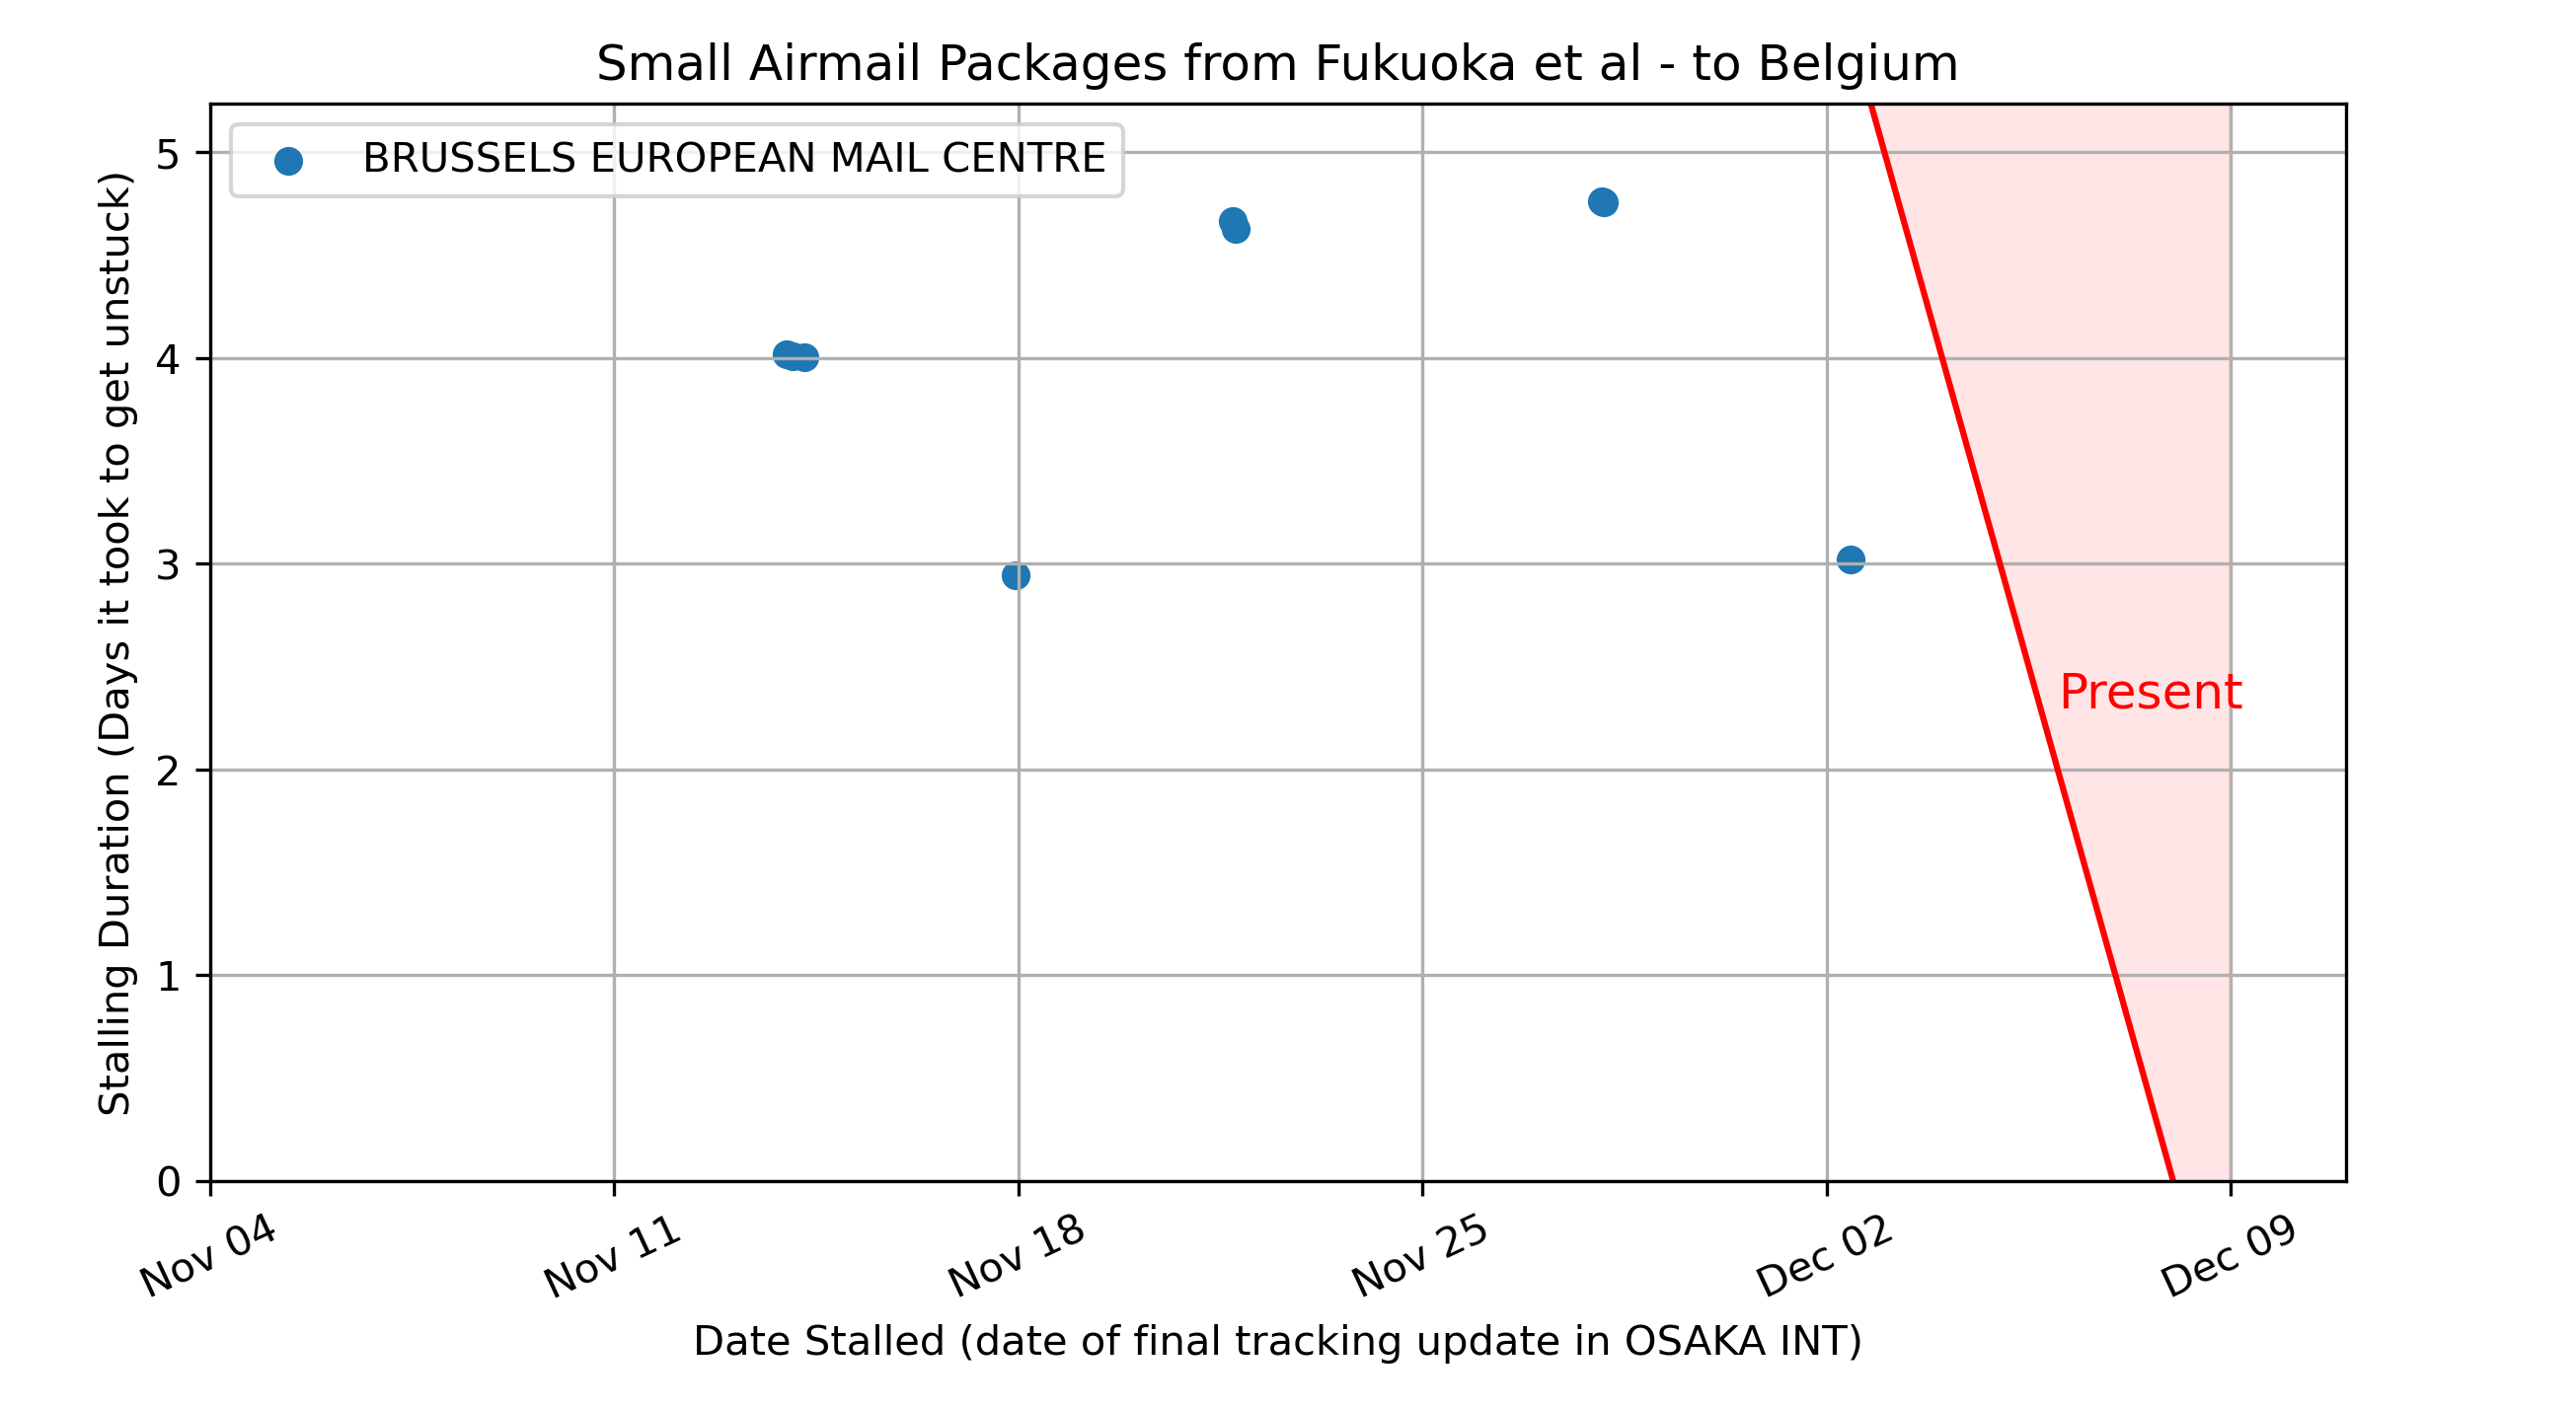 Small Airmail Packages from Fukuoka et al - to Belgium
BRUSSELS EUROPEAN MAIL CENTRE
Stalling Duration (Days it took to get unstuck)
5
4
3
2
1
0
Present
Nov 04
Nov 11
Nov 18
Nov 25
Dec 02
Dec 09
Date Stalled (date of final tracking update in OSAKA INT)